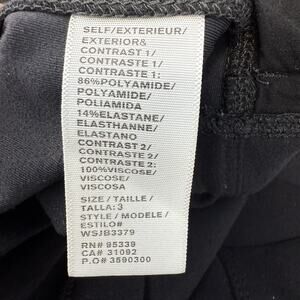 SELF/EXTERIEUR/
EXTERIOR&
CONTRAST 1/
CONTRASTE 1/
CONTRASTE 1:
86%POLYAMIDE/
POLYAMIDE/
POLIAMIDA
14%ELASTANE/
ELASTHANNE/
ELASTANO
CONTRAST 2/
CONTRASTE 2/
CONTRASTE 2:
100%VISCOSE/
VISCOSE/
VISCOSA
SIZE / TAILLE /
TALLA: 3
STYLE / MODELE /
ESTILO#
WSJB3379
RN# 95339
CA# 31092
P.O# 3590300